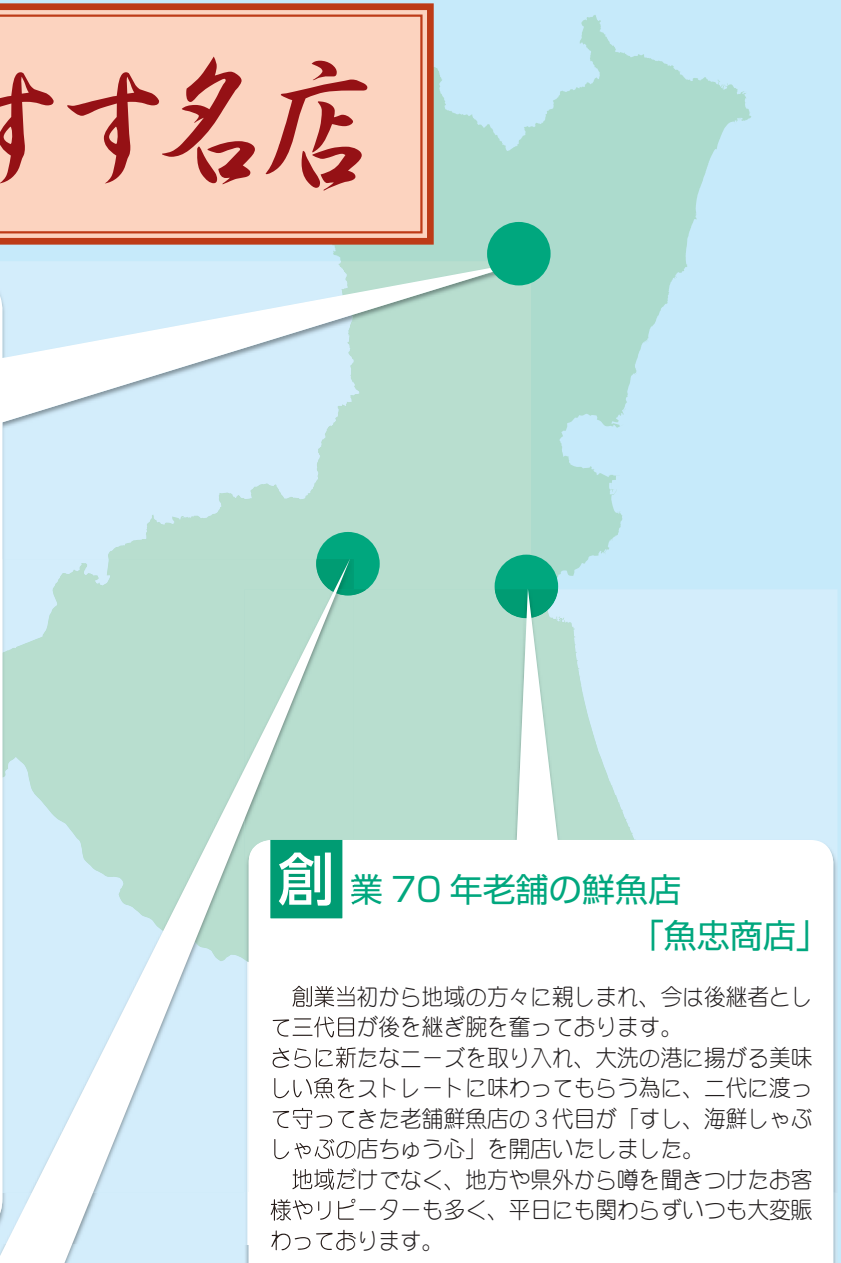 すす名店
創業 70 年老舗の鮮魚店
「魚忠商店」
　創業当初から地域の方々に親しまれ、今は後継者とし
て三代目が後を継ぎ腕を奮っております。
さらに新たなニーズを取り入れ、大洗の港に揚がる美味
しい魚をストレートに味わってもらう為に、二代に渡っ
て守ってきた老舗鮮魚店の３代目が「すし、海鮮しゃぶ
しゃぶの店ちゅう心」を開店いたしました。
　地域だけでなく、地方や県外から噂を聞きつけたお客
様やリピーターも多く、平日にも関わらずいつも大変賑
わっております。